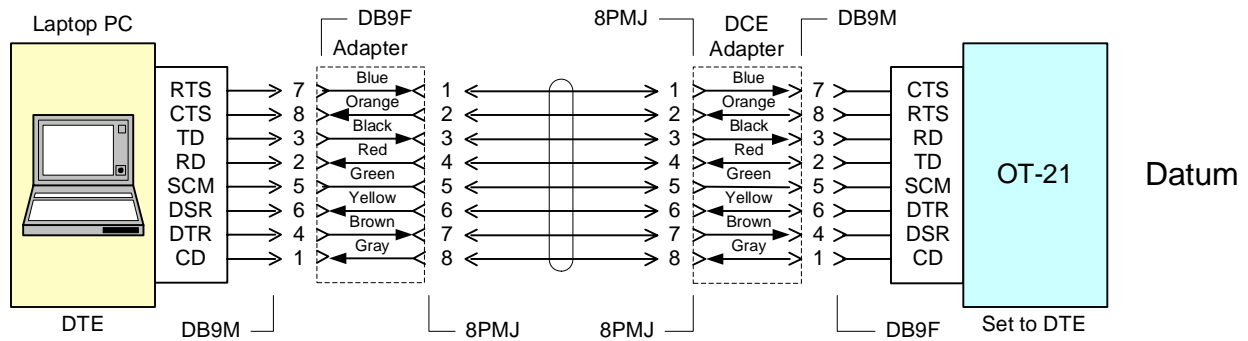 Laptop PC
DB9F
8PMJ
DCE
DB9M
Adapter
Adapter
RTS 7 Blue 1 1 Blue 7 CTS
CTS 8 Orange 2 2 Orange 8 RTS
TD 3 Black 3 3 Black 3 RD
RD 2 Red 4 4 Red 2 TD
SCM 5 Green 5 5 Green 5 SCM
DSR 6 Yellow 6 6 Yellow 6 DTR
DTR 4 Brown 7 7 Brown 4 DSR
CD 1 Gray 8 8 Gray 1 CD
OT-21
Datum
DTE
DB9M
8PMJ
8PMJ
DB9F
Set to DTE